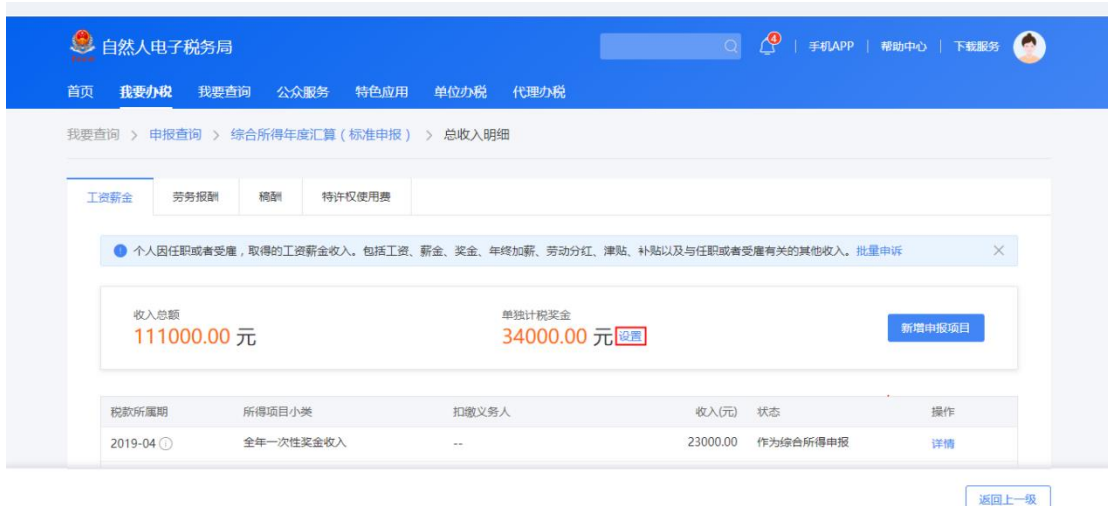 自然人电子税务局
4
手机APP | 帮助中心 | 下载服务
首页 我要办税 我要查询 公众服务 特色应用 单位办税 代理办税
我要查询 > 申报查询 > 综合所得年度汇算（标准申报） > 总收入明细
工资薪金 劳务报酬 稿酬 特许权使用费
个人因任职或者受雇，取得的工资薪金收入。包括工资、薪金、奖金、年终加薪、劳动分红、津贴、补贴以及与任职或者受雇有关的其他收入。批量申诉
收入总额 单独计税奖金
111000.00 元 34000.00 元 设置 新增申报项目
税款所属期 所得项目小类 扣缴义务人 收入(元) 状态 操作
2019-04 全年一次性奖金收入 -- 23000.00 作为综合所得申报 详情
返回上一级